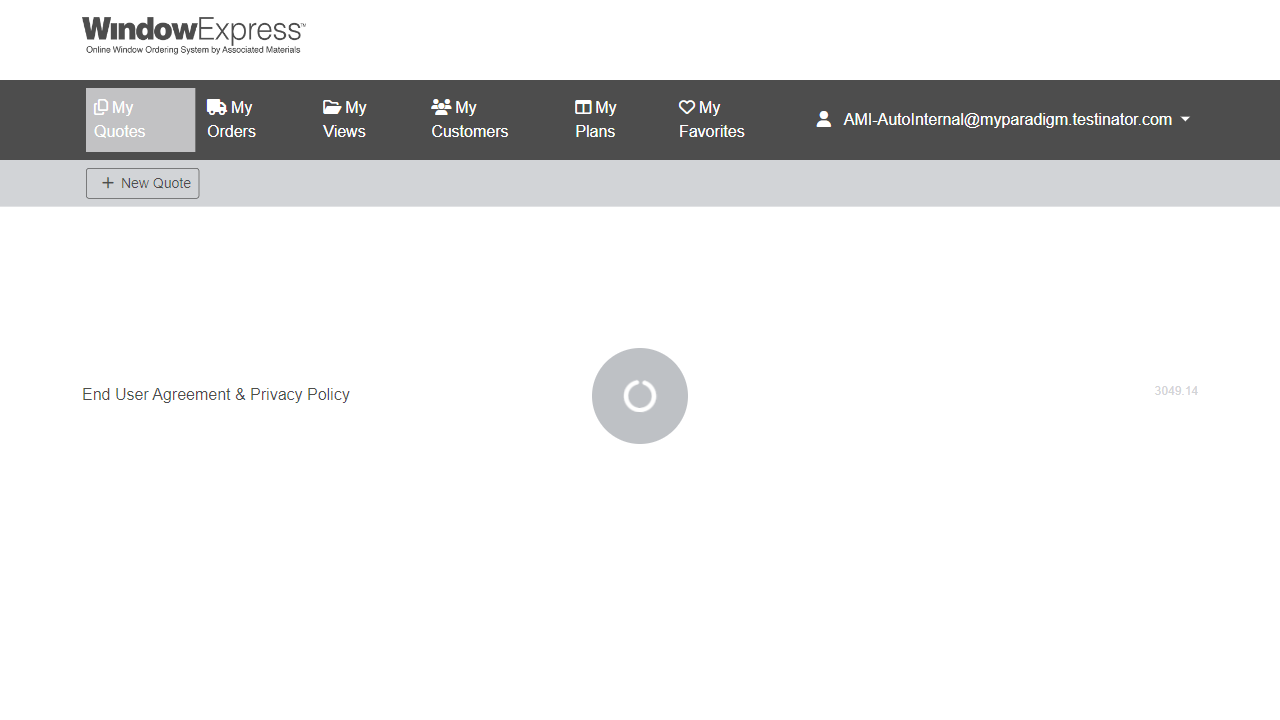 WindowExpress™
Online Window Ordering System by Associated Materials
My Quotes
My Orders
My Views
My Customers
My Plans
My Favorites
AMI-AutoInternal@myparadigm.testinator.com
New Quote
End User Agreement & Privacy Policy
3049.14